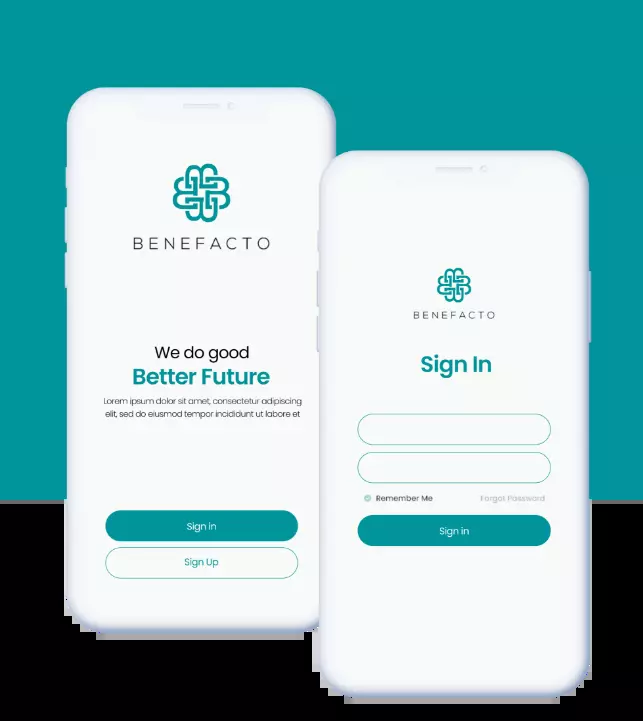 BENEFACTO
We do good
Better Future
Lorem ipsum dolor sit amet, consectetur adipiscing
elit, sed do eiusmod tempor incididunt ut labore et
Sign in
Sign Up
BENEFACTO
Sign In
Remember Me
Forgot Password
Sign in